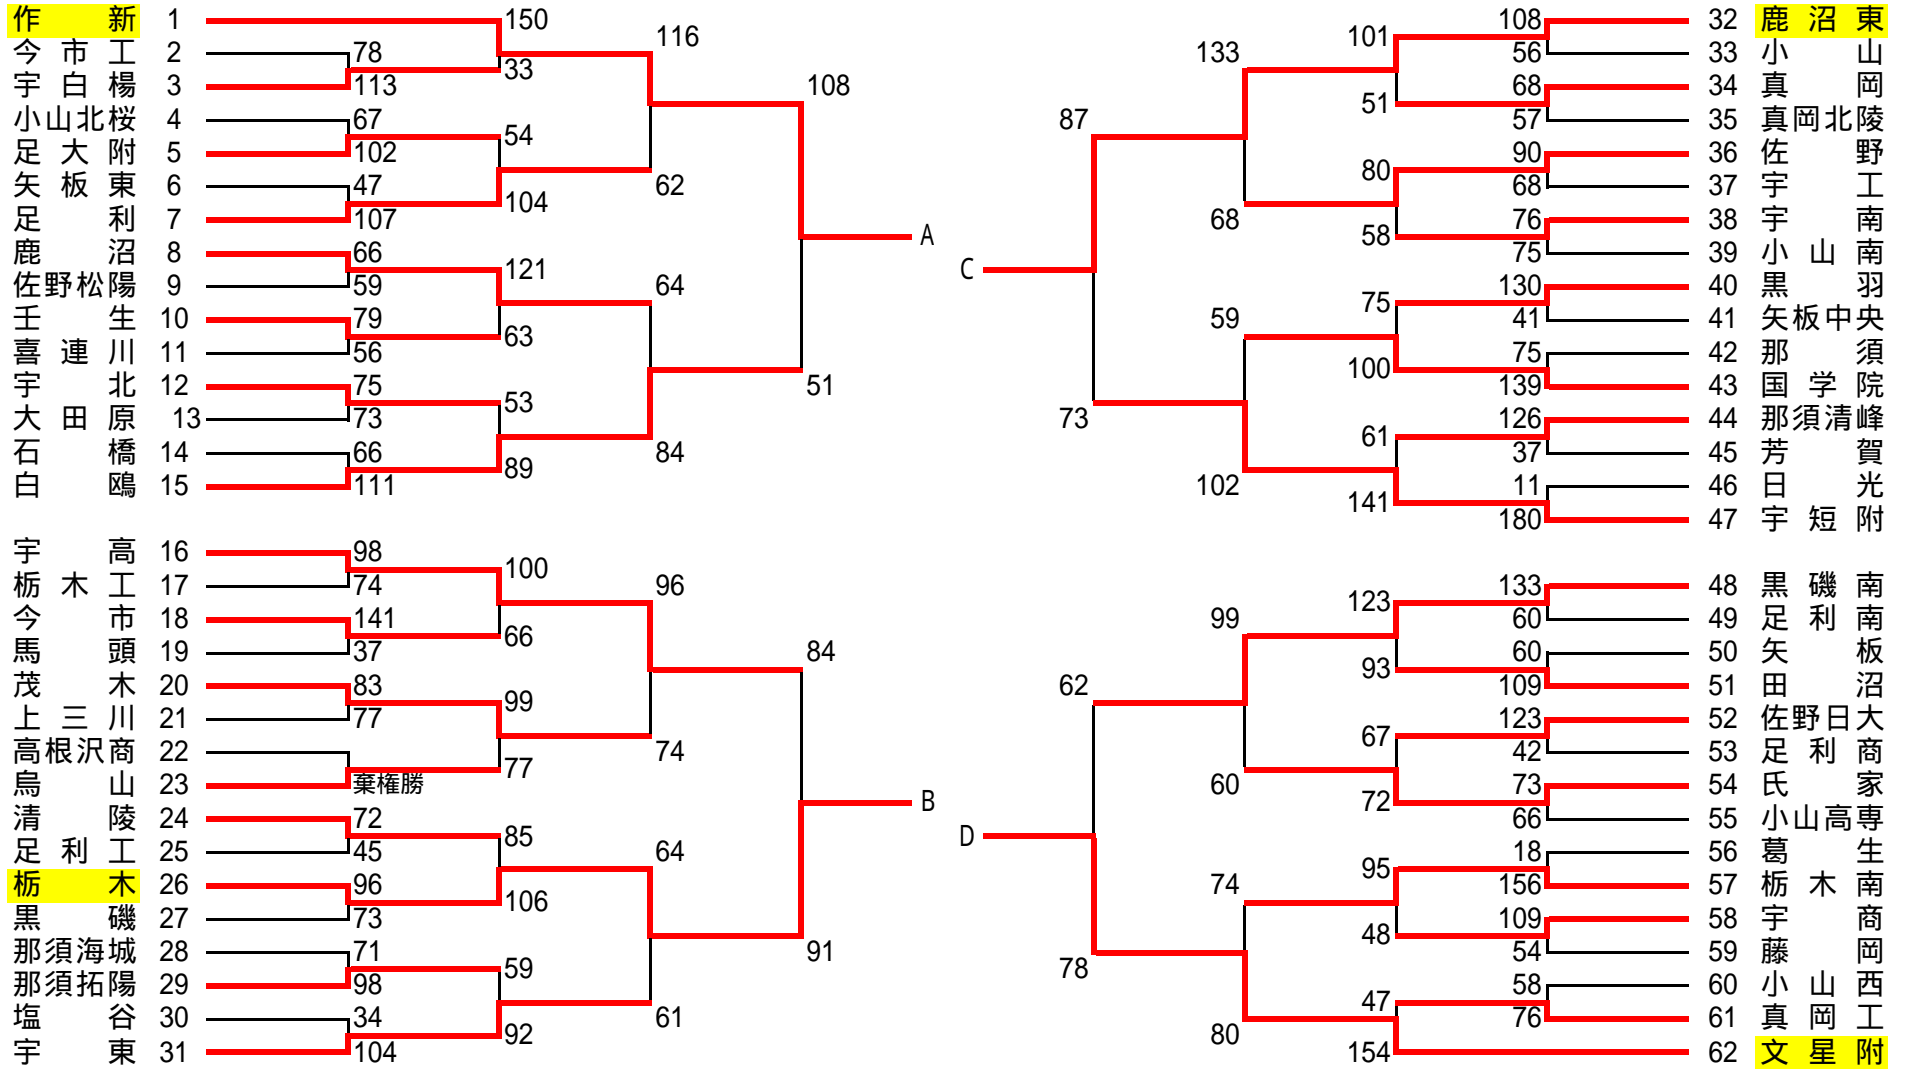 作新 1 150
今市工 2 78
33
宇白楊 3 113
小山北桜 4 67
54
足大附 5 102
矢板東 6 47
104
足利 7 107
116
62
鹿沼 8 66
121
佐野松陽 9 59
壬生 10 79
63
喜連川 11 56
宇北 12 75
53
大田原 13 73
石橋 14 66
89
白鴎 15 111
64
84
108
51
A
宇高 16 98
100
栃木工 17 74
今市 18 141
66
馬頭 19 37
茂木 20 83
99
上三川 21 77
高根沢商 22
77
烏山 23 棄権勝
96
74
清陵 24 72
85
足利工 25 45
栃木 26 96
106
黒磯 27 73
那須海城 28 71
59
那須拓陽 29 98
塩谷 30 34
92
宇東 31 104
64
61
84
91
B
108 32 鹿沼東
101
56 33 小山
68 34 真岡
51
57 35 真岡北陵
90 36 佐野
80
68 37 宇工
76 38 宇南
58
75 39 小山南
133
68
130 40 黒羽
75
41 41 矢板中央
75 42 那須
100
139 43 国学院
126 44 那須清峰
61
37 45 芳賀
11 46 日光
141
180 47 宇短附
59
102
87
73
C
133 48 黒磯南
123
60 49 足利南
60 50 矢板
93
109 51 田沼
123 52 佐野日大
67
42 53 足利商
73 54 氏家
72
66 55 小山高専
99
60
18 56 葛生
95
156 57 栃木南
109 58 宇商
48
54 59 藤岡
58 60 小山西
47
76 61 真岡工
154 62 文星附
74
80
62
78
D